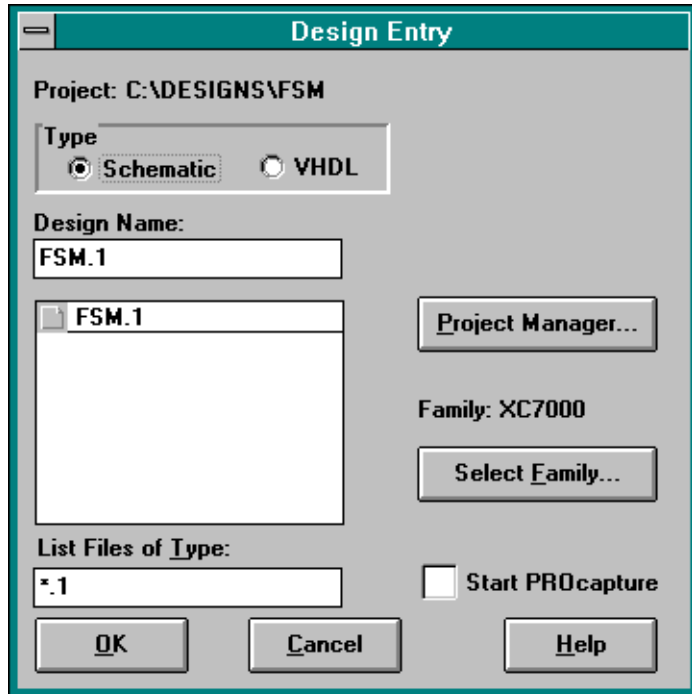 Design Entry
Project: C:\DESIGNS\FSM
Type
Schematic VHDL
Design Name:
FSM.1
FSM.1
Project Manager...
Family: XC7000
Select Family...
List Files of Type:
*.1
Start PROcapture
OK Cancel Help